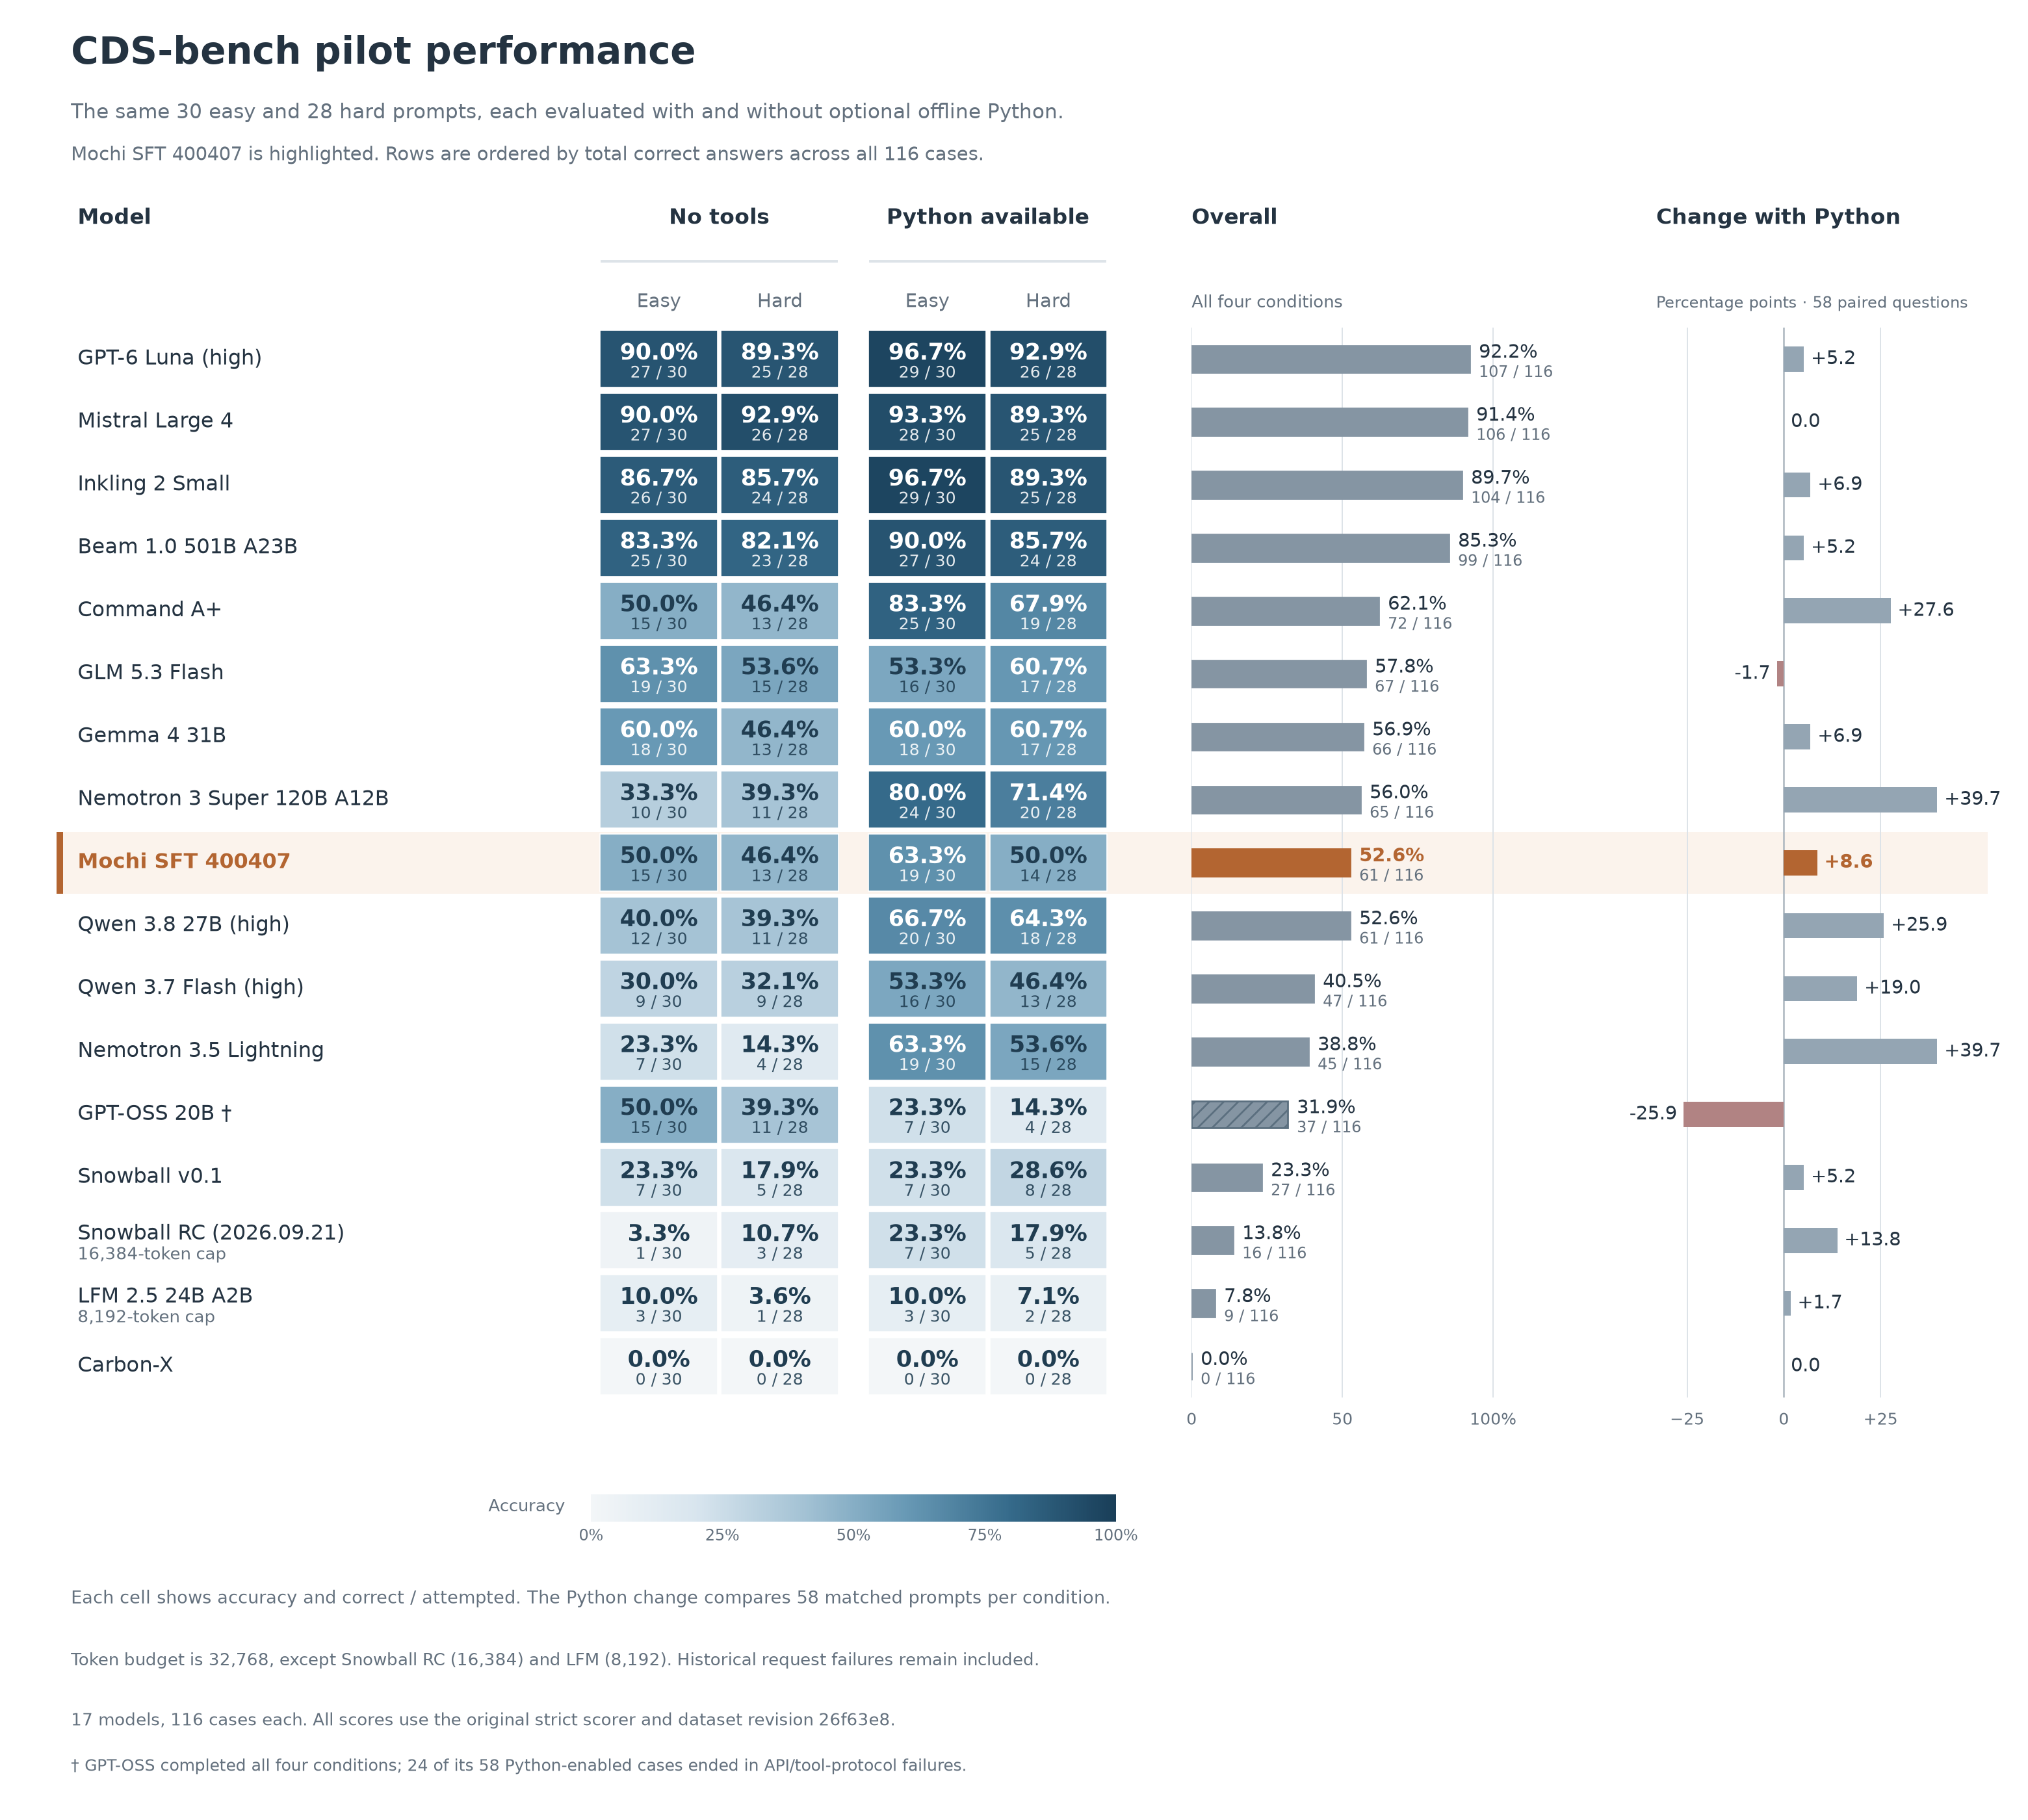 CDS-bench pilot performance
The same 30 easy and 28 hard prompts, each evaluated with and without optional offline Python.
Mochi SFT 400407 is highlighted. Rows are ordered by total correct answers across all 116 cases.
Model No tools Python available Overall Change with Python
Easy Hard Easy Hard All four conditions Percentage points · 58 paired questions
GPT-6 Luna (high) 90.0% 89.3% 96.7% 92.9% 92.2% +5.2
27 / 30 25 / 28 29 / 30 26 / 28 107 / 116
Mistral Large 4 90.0% 92.9% 93.3% 89.3% 91.4% 0.0
27 / 30 26 / 28 28 / 30 25 / 28 106 / 116
Inkling 2 Small 86.7% 85.7% 96.7% 89.3% 89.7% +6.9
26 / 30 24 / 28 29 / 30 25 / 28 104 / 116
Beam 1.0 501B A23B 83.3% 82.1% 90.0% 85.7% 85.3% +5.2
25 / 30 23 / 28 27 / 30 24 / 28 99 / 116
Command A+ 50.0% 46.4% 83.3% 67.9% 62.1% +27.6
15 / 30 13 / 28 25 / 30 19 / 28 72 / 116
GLM 5.3 Flash 63.3% 53.6% 53.3% 60.7% 57.8% -1.7
19 / 30 15 / 28 16 / 30 17 / 28 67 / 116
Gemma 4 31B 60.0% 46.4% 60.0% 60.7% 56.9% +6.9
18 / 30 13 / 28 18 / 30 17 / 28 66 / 116
Nemotron 3 Super 120B A12B 33.3% 39.3% 80.0% 71.4% 56.0% +39.7
10 / 30 11 / 28 24 / 30 20 / 28 65 / 116
Mochi SFT 400407 50.0% 46.4% 63.3% 50.0% 52.6% +8.6
15 / 30 13 / 28 19 / 30 14 / 28 61 / 116
Qwen 3.8 27B (high) 40.0% 39.3% 66.7% 64.3% 52.6% +25.9
12 / 30 11 / 28 20 / 30 18 / 28 61 / 116
Qwen 3.7 Flash (high) 30.0% 32.1% 53.3% 46.4% 40.5% +19.0
9 / 30 9 / 28 16 / 30 13 / 28 47 / 116
Nemotron 3.5 Lightning 23.3% 14.3% 63.3% 53.6% 38.8% +39.7
7 / 30 4 / 28 19 / 30 15 / 28 45 / 116
GPT-OSS 20B † 50.0% 39.3% 23.3% 14.3% 31.9% -25.9
15 / 30 11 / 28 7 / 30 4 / 28 37 / 116
Snowball v0.1 23.3% 17.9% 23.3% 28.6% 23.3% +5.2
7 / 30 5 / 28 7 / 30 8 / 28 27 / 116
Snowball RC (2026.09.21) 3.3% 10.7% 23.3% 17.9% 13.8% +13.8
16,384-token cap 1 / 30 3 / 28 7 / 30 5 / 28 16 / 116
LFM 2.5 24B A2B 10.0% 3.6% 10.0% 7.1% 7.8% +1.7
8,192-token cap 3 / 30 1 / 28 3 / 30 2 / 28 9 / 116
Carbon-X 0.0% 0.0% 0.0% 0.0% 0.0% 0.0
0 / 30 0 / 28 0 / 30 0 / 28 0 / 116
0 50 100% −25 0 +25
Accuracy
0% 25% 50% 75% 100%
Each cell shows accuracy and correct / attempted. The Python change compares 58 matched prompts per condition.
Token budget is 32,768, except Snowball RC (16,384) and LFM (8,192). Historical request failures remain included.
17 models, 116 cases each. All scores use the original strict scorer and dataset revision 26f63e8.
† GPT-OSS completed all four conditions; 24 of its 58 Python-enabled cases ended in API/tool-protocol failures.